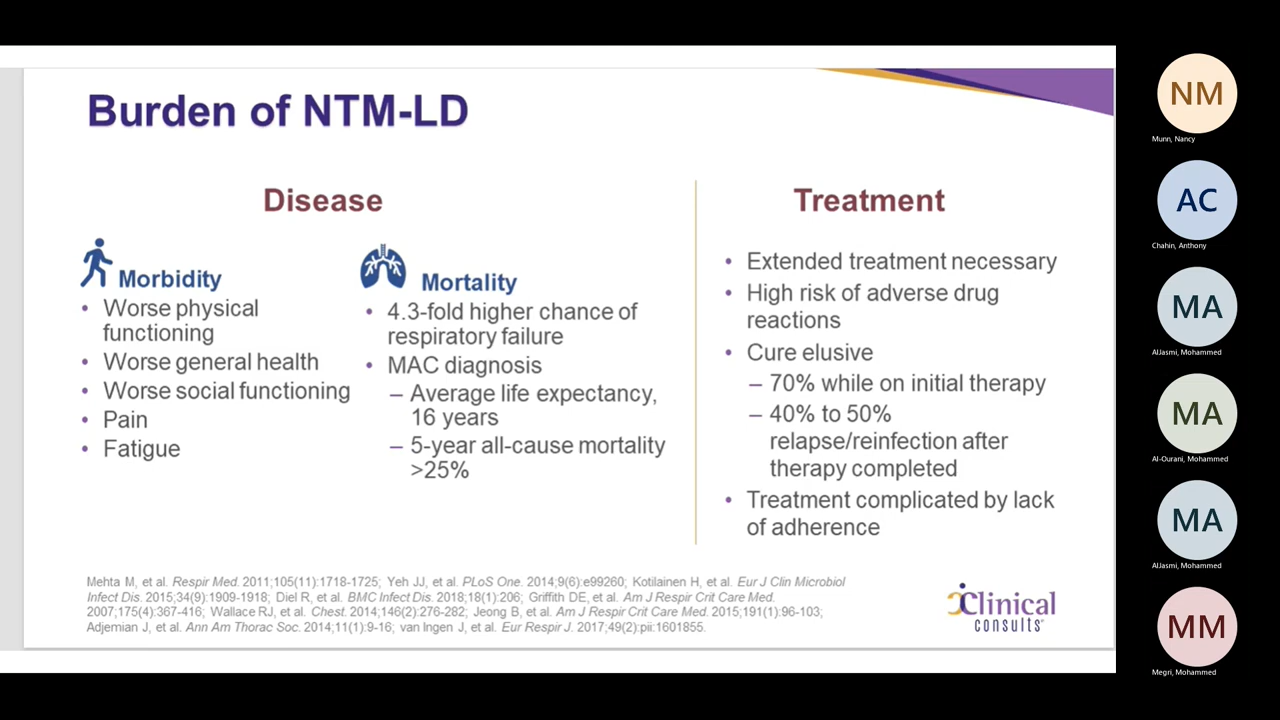 Burden of NTM-LD
Disease
Morbidity
• Worse physical
functioning
• Worse general health
• Worse social functioning
• Pain
• Fatigue
Mortality
• 4.3-fold higher chance of
respiratory failure
• MAC diagnosis
– Average life expectancy,
16 years
– 5-year all-cause mortality
>25%
Treatment
• Extended treatment necessary
• High risk of adverse drug
reactions
• Cure elusive
– 70% while on initial therapy
– 40% to 50%
relapse/reinfection after
therapy completed
• Treatment complicated by lack
of adherence
Mehta M, et al. Respir Med. 2011;105(11):1718-1725; Yeh JJ, et al. PLoS One. 2014;9(6):e99260; Kotilainen H, et al. Eur J Clin Microbiol
Infect Dis. 2015;34(9):1909-1918; Diel R, et al. BMC Infect Dis. 2018;18(1):206; Griffith DE, et al. Am J Respir Crit Care Med.
2007;175(4):367-416; Wallace RJ, et al. Chest. 2014;146(2):276-282; Jeong B, et al. Am J Respir Crit Care Med. 2015;191(1):96-103;
Adjemian J, et al. Ann Am Thorac Soc. 2014;11(1):9-16; van Ingen J, et al. Eur Respir J. 2017;49(2):pii:1601855.
iClinical
consults
NM
Munn, Nancy
AC
Chahin, Anthony
MA
AlJasmi, Mohammed
MA
Al-Ourani, Mohammed
MA
AlJasmi, Mohammed
MM
Megri, Mohammed